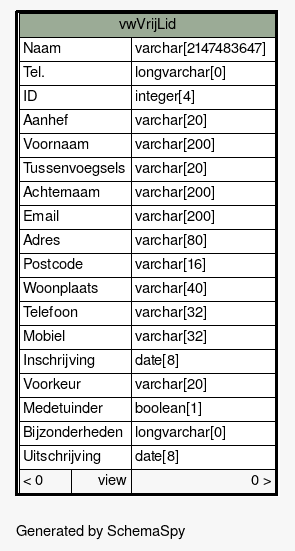 vwVrijLid
Naam varchar[2147483647]
Tel. longvarchar[0]
ID integer[4]
Aanhef varchar[20]
Voornaam varchar[200]
Tussenvoegsels varchar[20]
Achternaam varchar[200]
Email varchar[200]
Adres varchar[80]
Postcode varchar[16]
Woonplaats varchar[40]
Telefoon varchar[32]
Mobiel varchar[32]
Inschrijving date[8]
Voorkeur varchar[20]
Medetuinder boolean[1]
Bijzonderheden longvarchar[0]
Uitschrijving date[8]
< 0 view 0 >
Generated by SchemaSpy